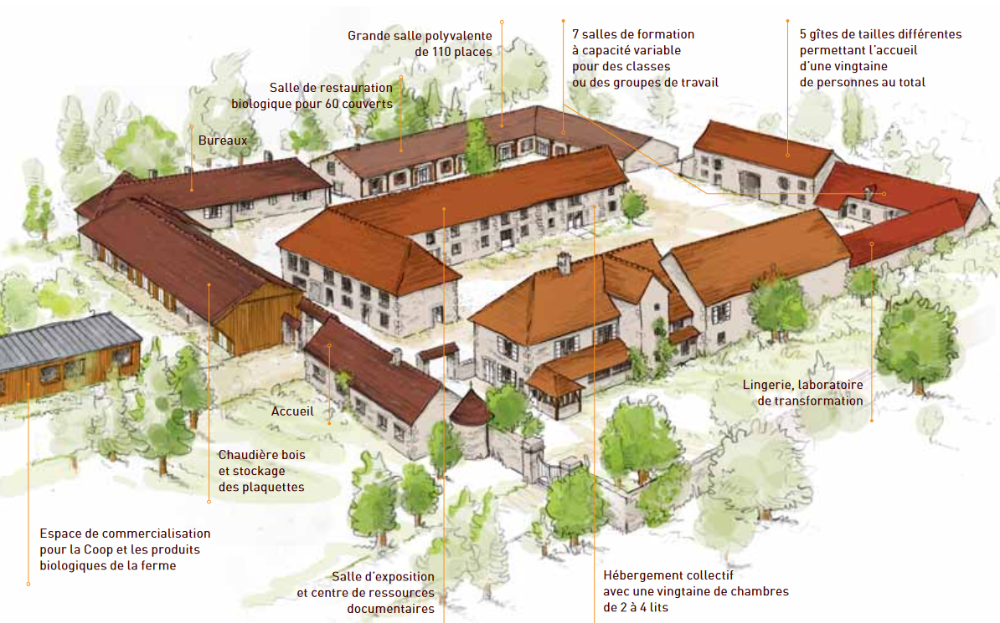 Grande salle polyvalente
de 110 places
7 salles de formation
à capacité variable
pour des classes
ou des groupes de travail
5 gîtes de tailles différentes
permettant l'accueil
d'une vingtaine
de personnes au total
Salle de restauration
biologique pour 60 couverts
Bureaux
Lingerie, laboratoire
de transformation
Accueil
Chaudière bois
et stockage
des plaquettes
Espace de commercialisation
pour la Coop et les produits
biologiques de la ferme
Salle d'exposition
et centre de ressources
documentaires
Hébergement collectif
avec une vingtaine de chambres
de 2 à 4 lits